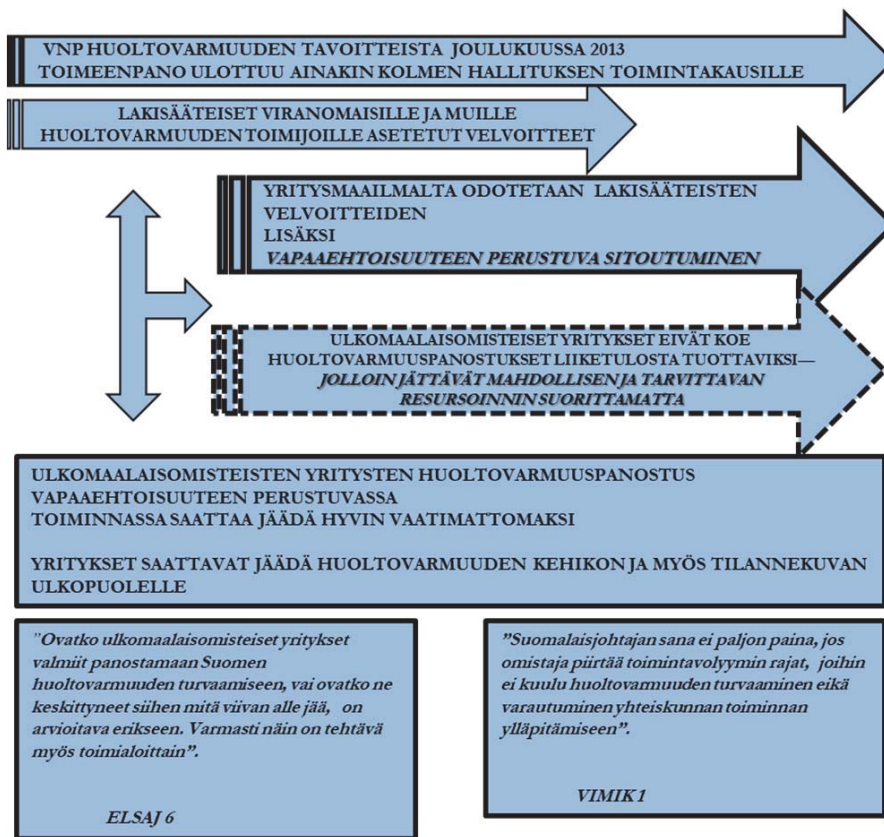 VNP HUOLTOVARMUUDEN TAVOITTEISTA JOULUKUUSSA 2013
TOIMEENPANO ULOTTUU AINAKIN KOLMEN HALLITUKSEN TOIMINTAKAUSILLE
LAKISÄÄTEISET VIRANOMAISILLE JA MUILLE
HUOLTOVARMUUDEN TOIMIJOILLE ASETETUT VELVOITTEET
YRITYSMAAILMALTA ODOTETAAN LAKISÄÄTEISTEN
VELVOITTEIDEN
LISÄKSI
VAPAAEHTOISUUTEEN PERUSTUVA SITOUTUMINEN
ULKOMAALAISOMISTEISET YRITYKSET EIVÄT KOE
HUOLTOVARMUUSPANOSTUKSET LIIKETULOSTA TUOTTAVIKSI—
JOLLOIN JÄTTÄVÄT MAHDOLLISEN JA TARVITTAVAN
RESURSOINNIN SUORITTAMATTA
ULKOMAALAISOMISTEISTEN YRITYSTEN HUOLTOVARMUUSPANOSTUS
VAPAAEHTOISUUTEEN PERUSTUVASSA
TOIMINNASSA SAATTAA JÄÄDÄ HYVIN VAATIMATTOMAKSI
YRITYKSET SAATTAVAT JÄÄDÄ HUOLTOVARMUUDEN KEHIKON JA MYÖS TILANNEKUVAN
ULKOPUOLELLE
"Ovatko ulkomaalaisomisteiset yritykset
valmiit panostamaan Suomen
huoltovarmuuden turvaamiseen, vai ovatko ne
keskittyneet siihen mitä viivan alle jää, on
arvioitava erikseen. Varmasti näin on tehtävä
myös toimialoittain”.
ELSAJ 6
”Suomalaisjohtajan sana ei paljon paina, jos
omistaja piirtää toimintavolyymin rajat, joihin
ei kuulu huoltovarmuuden turvaaminen eikä
varautuminen yhteiskunnan toiminnan
ylläpitämiseen”.
VIMIK 1